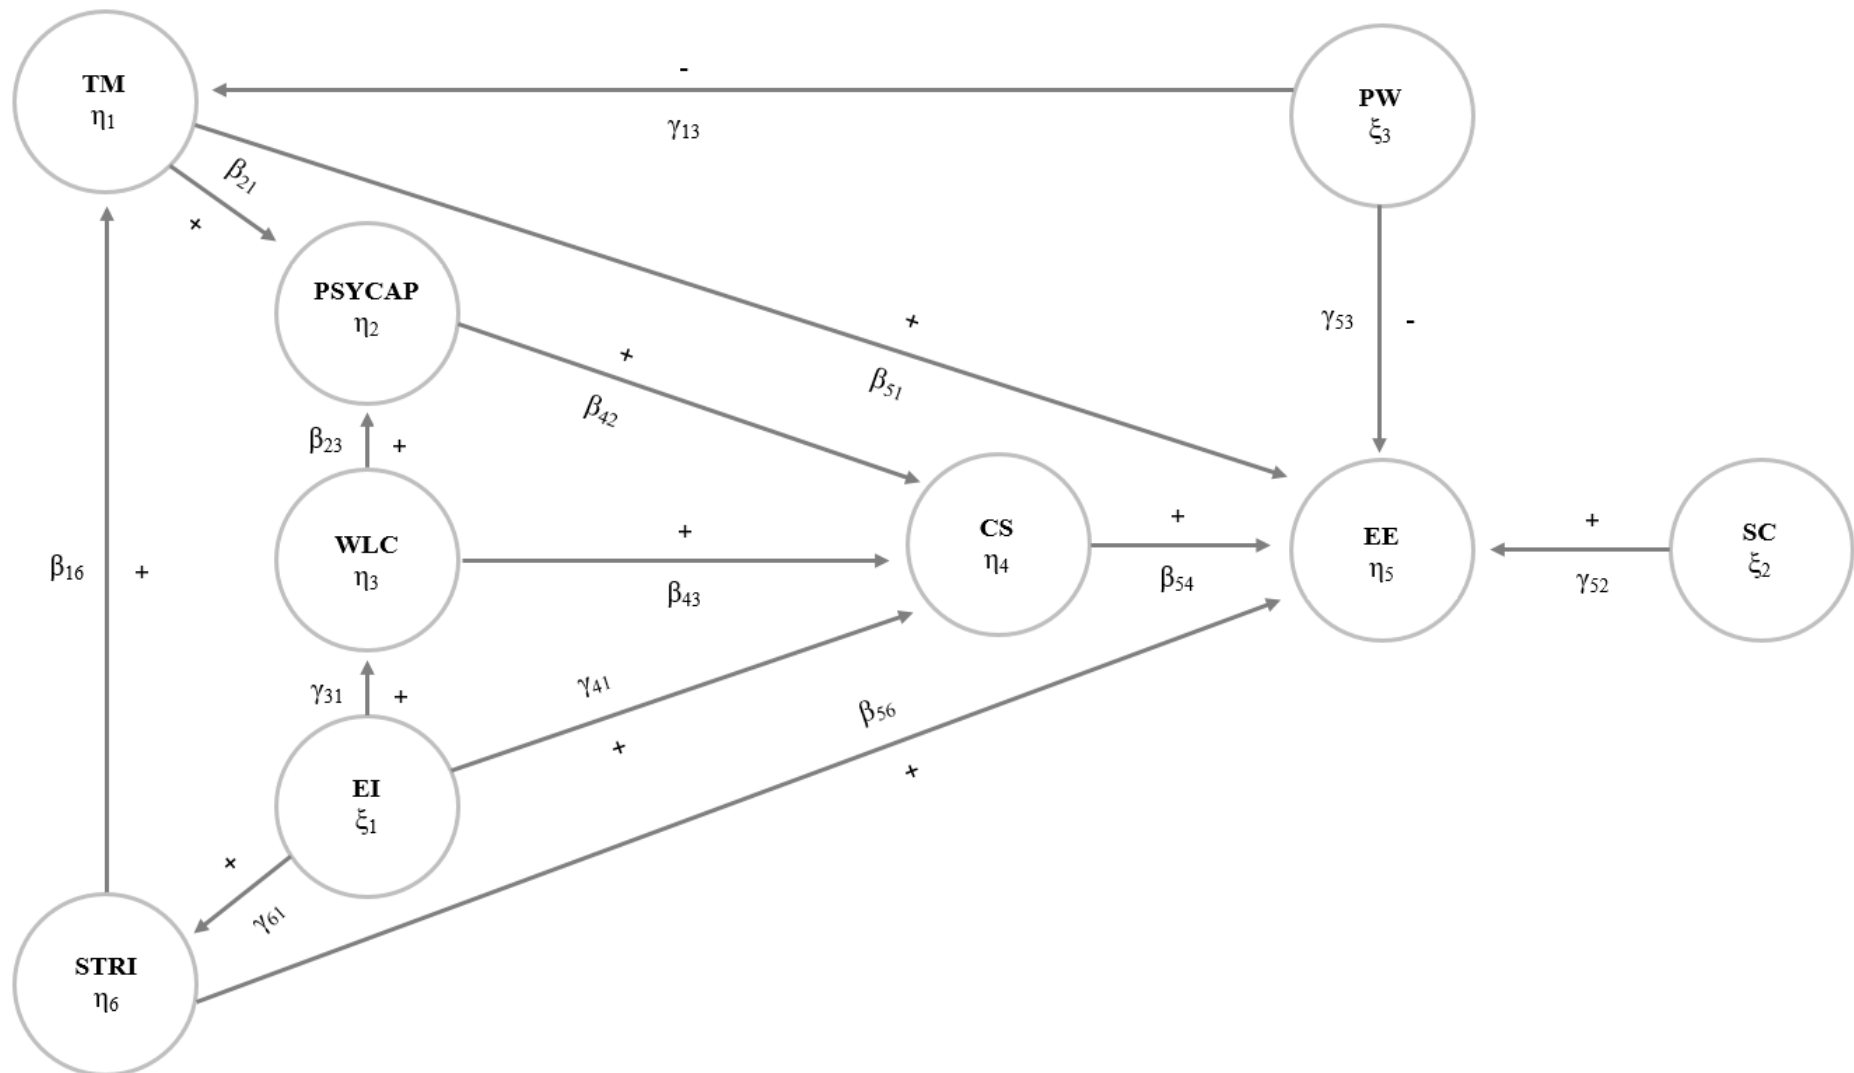 -
TM
η1
PW
ξ3
γ13
β21
+
PSYCAP
η2
+
γ53
-
+
β51
β42
β23
+
CS
η4
+
EE
η5
+
SC
ξ2
WLC
η3
+
β16
+
β43
β54
γ52
γ31
+
γ41
β56
+
+
EI
ξ1
+
γ61
STRI
η6